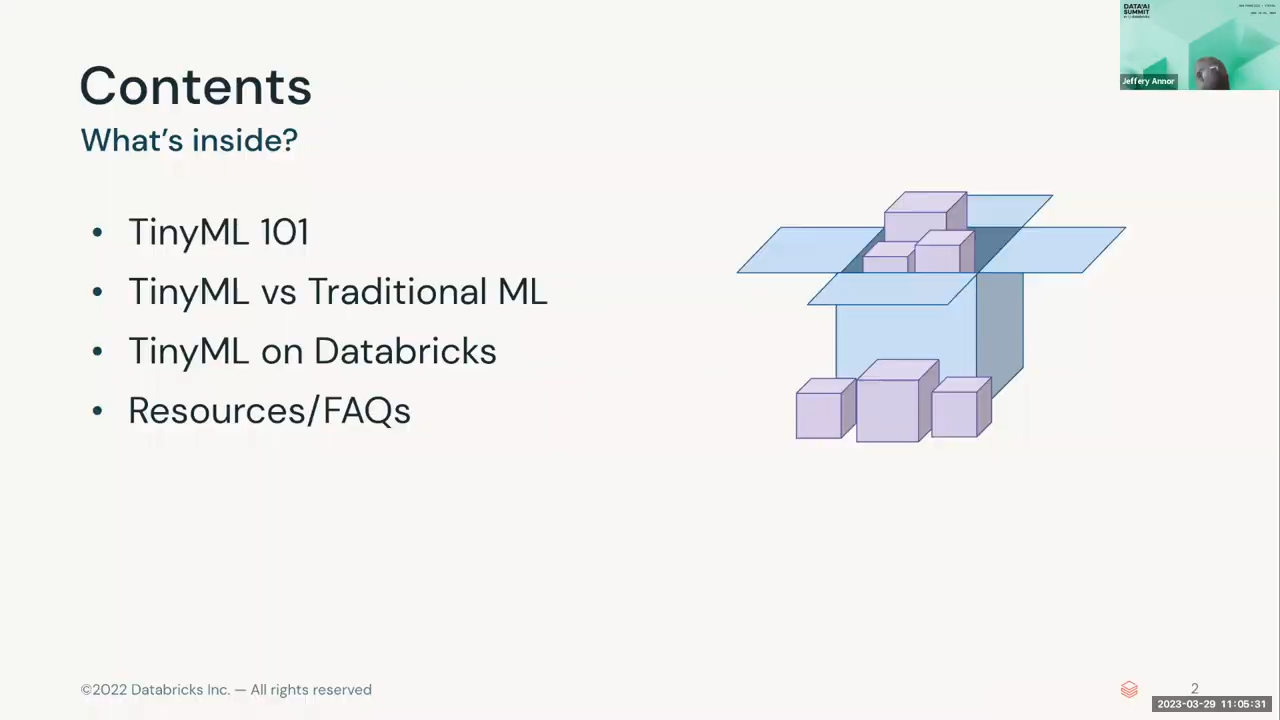 DATA+AI
SUMMIT
Jeffery Annor
Contents
What's inside?
• TinyML 101
• TinyML vs Traditional ML
• TinyML on Databricks
• Resources/FAQs
©2022 Databricks Inc. — All rights reserved
2
2023-03-29 11:05:31